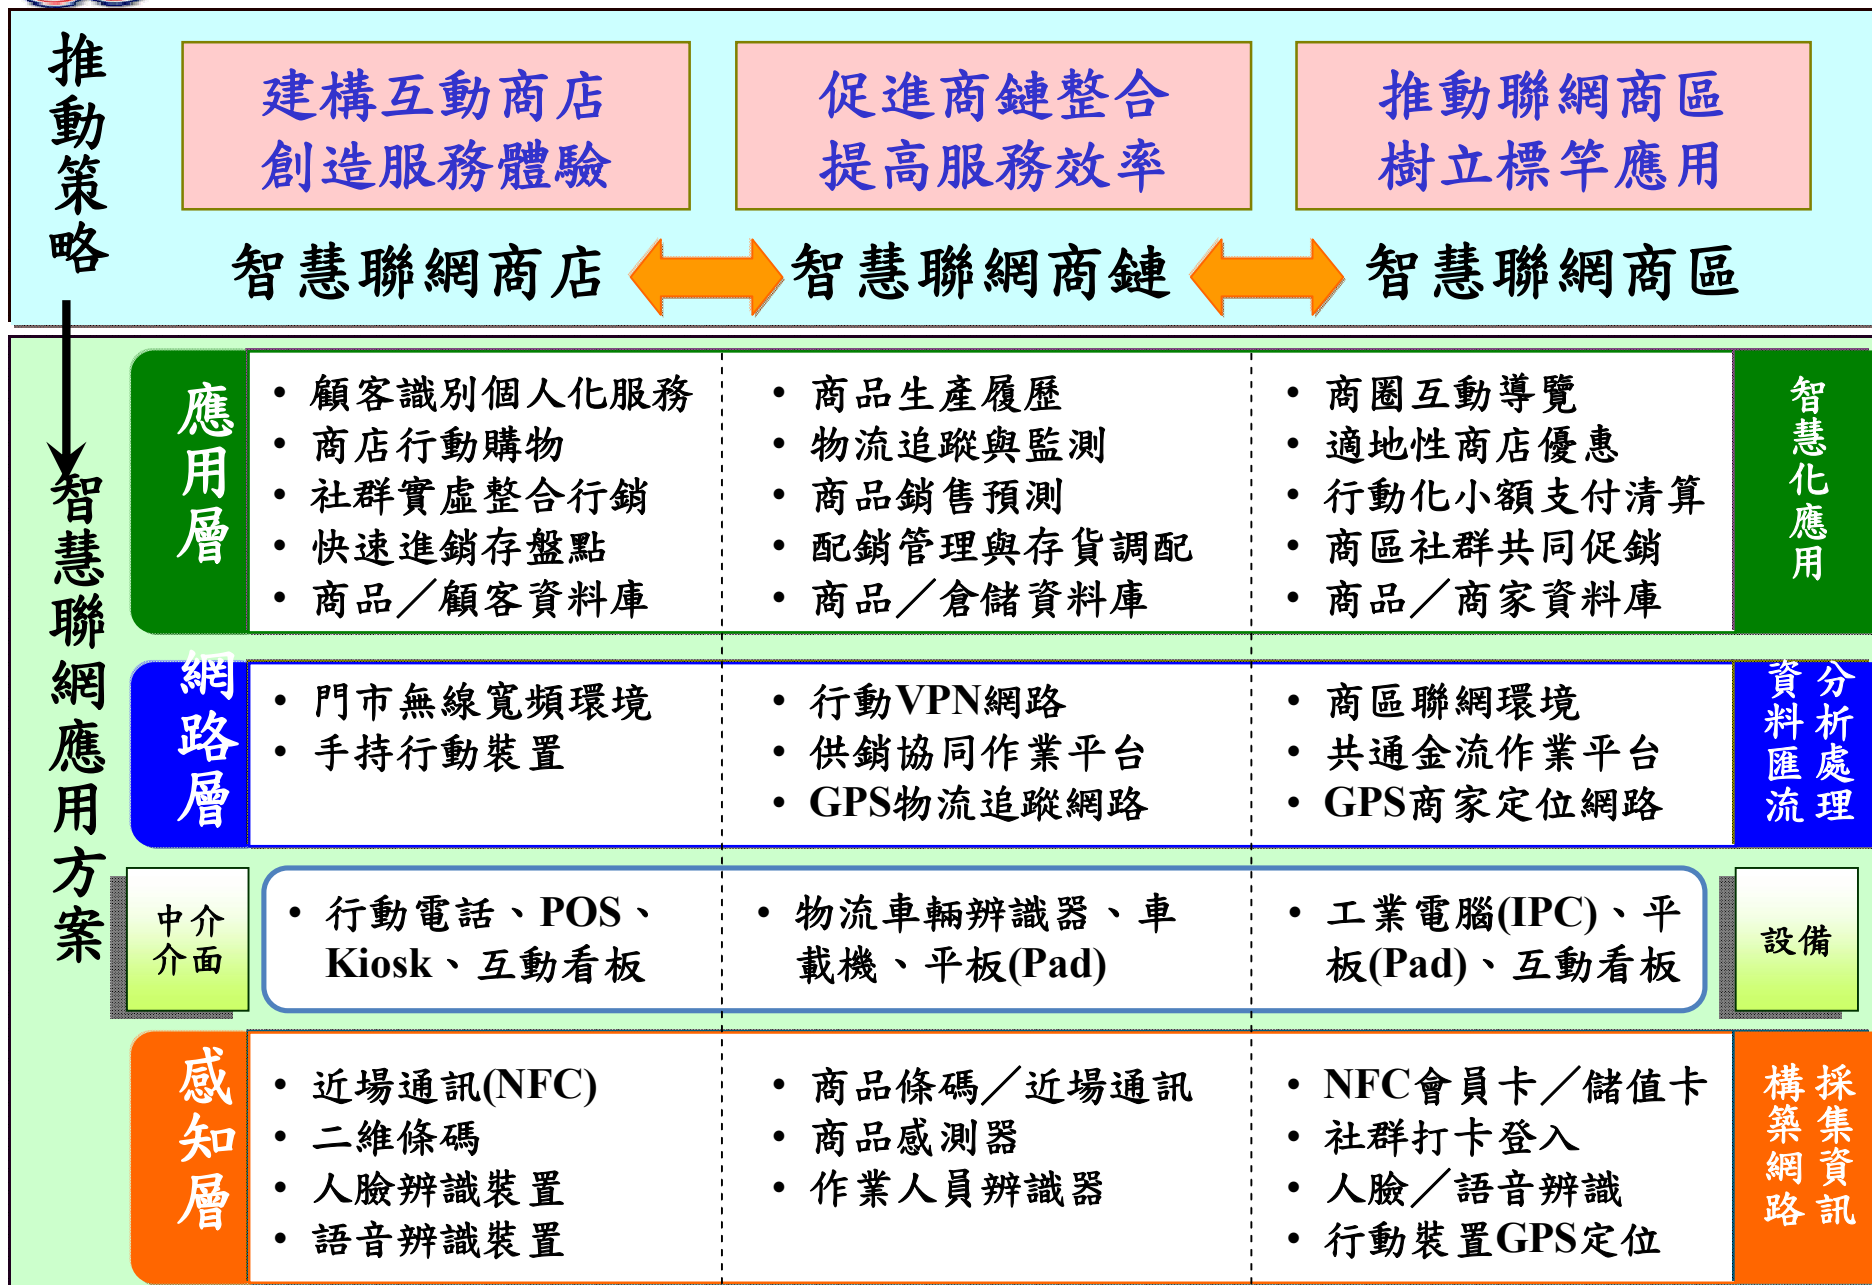 推動策略
建構互動商店
創造服務體驗
促進商鏈整合
提高服務效率
推動聯網商區
樹立標竿應用
智慧聯網商店
智慧聯網商鏈
智慧聯網商區
智慧聯網應用方案
應用層
• 顧客識別個人化服務
• 商店行動購物
• 社群實虛整合行銷
• 快速進銷存盤點
• 商品／顧客資料庫
• 商品生產履歷
• 物流追蹤與監測
• 商品銷售預測
• 配銷管理與存貨調配
• 商品／倉儲資料庫
• 商圈互動導覽
• 適地性商店優惠
• 行動化小額支付清算
• 商區社群共同促銷
• 商品／商家資料庫
智慧化應用
網路層
• 門市無線寬頻環境
• 手持行動裝置
• 行動VPN網路
• 供銷協同作業平台
• GPS物流追蹤網路
• 商區聯網環境
• 共通金流作業平台
• GPS商家定位網路
分析處理
資料匯流
中介
介面
• 行動電話、POS、
Kiosk、互動看板
• 物流車輛辨識器、車
載機、平板(Pad)
• 工業電腦(IPC)、平
板(Pad)、互動看板
設備
感知層
• 近場通訊(NFC)
• 二維條碼
• 人臉辨識裝置
• 語音辨識裝置
• 商品條碼／近場通訊
• 商品感測器
• 作業人員辨識器
• NFC會員卡／儲值卡
• 社群打卡登入
• 人臉／語音辨識
• 行動裝置GPS定位
採集資訊
構築網路